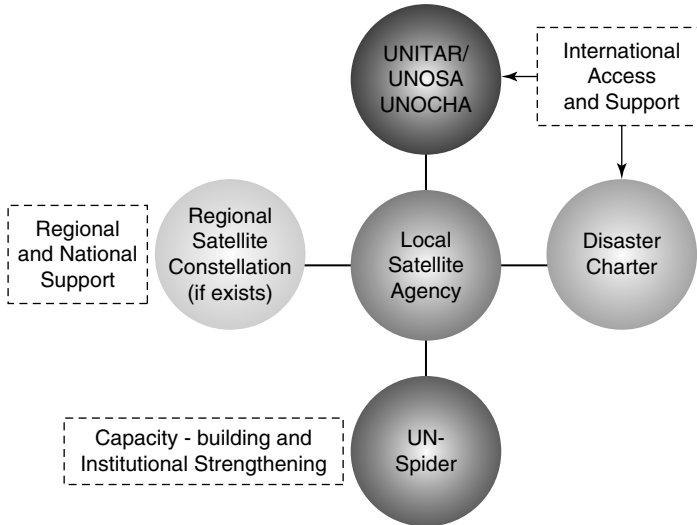 UNITAR/
UNOSA
UNOCHA
International
Access
and Support
Regional
and National
Support
Regional
Satellite
Constellation
(if exists)
Local
Satellite
Agency
Disaster
Charter
Capacity - building and
Institutional Strengthening
UN-
Spider